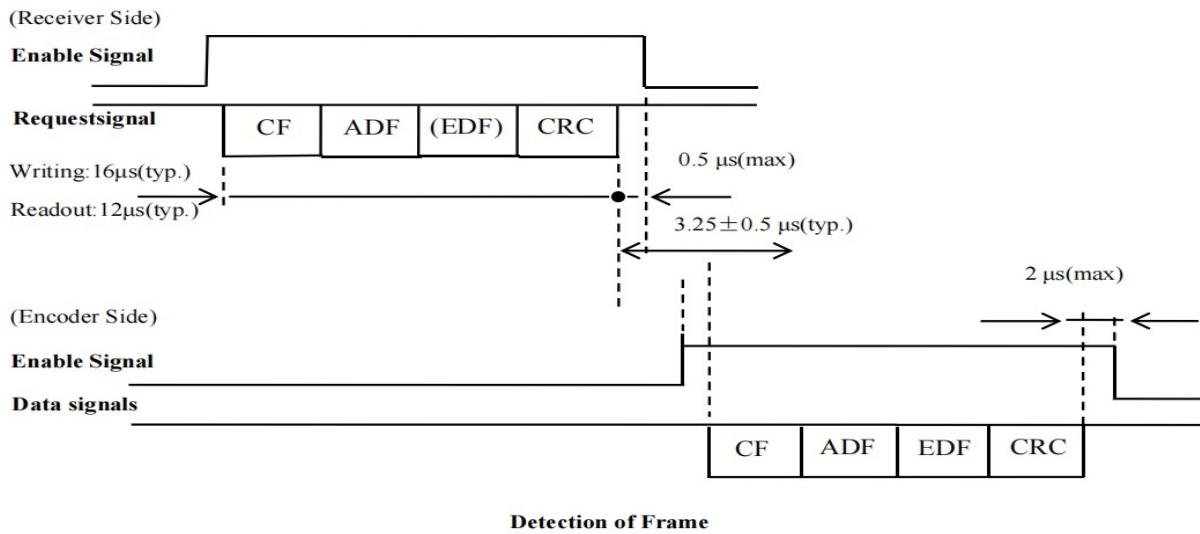 (Receiver Side)
Enable Signal
Requestsignal
CF ADF (EDF) CRC
Writing:16μs(typ.)
0.5 μs(max)
Readout:12μs(typ.)
3.25±0.5 μs(typ.)
2 μs(max)
(Encoder Side)
Enable Signal
Data signals
CF ADF EDF CRC
Detection of Frame